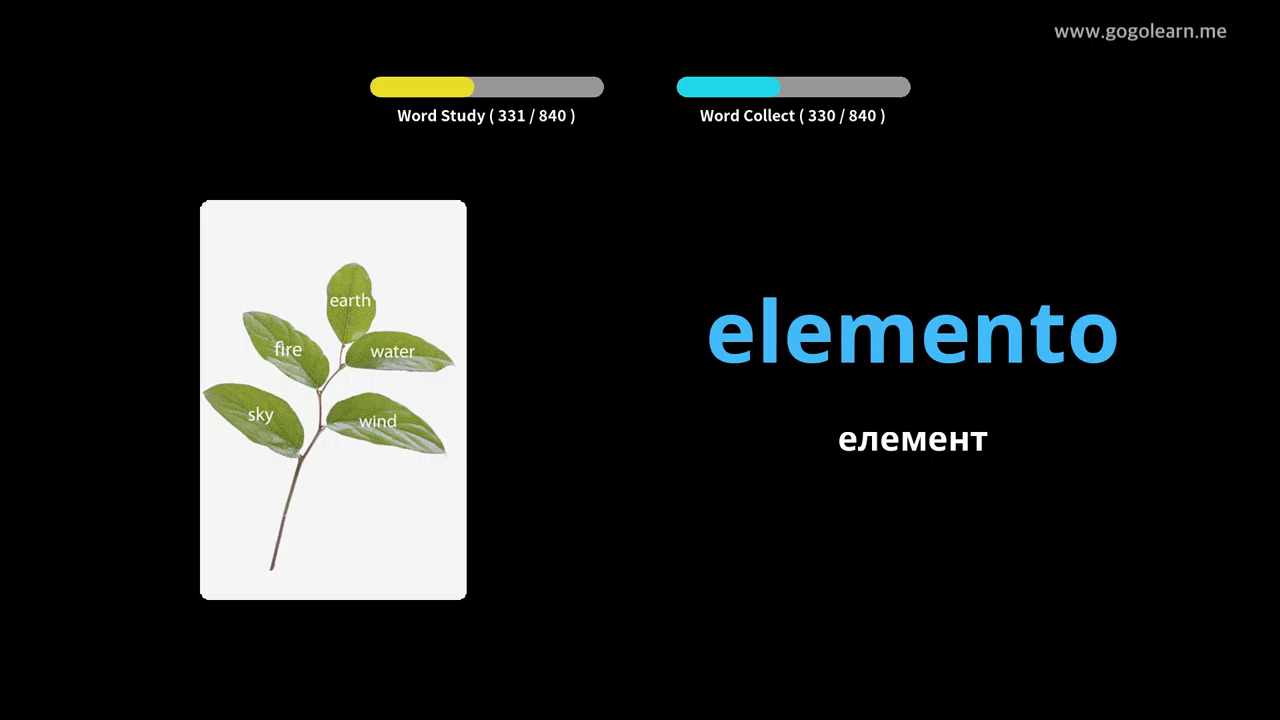 www.gogolearn.me
Word Study ( 331 / 840 )
Word Collect ( 330 / 840 )
earth
fire
water
sky
wind
elemento
елемент